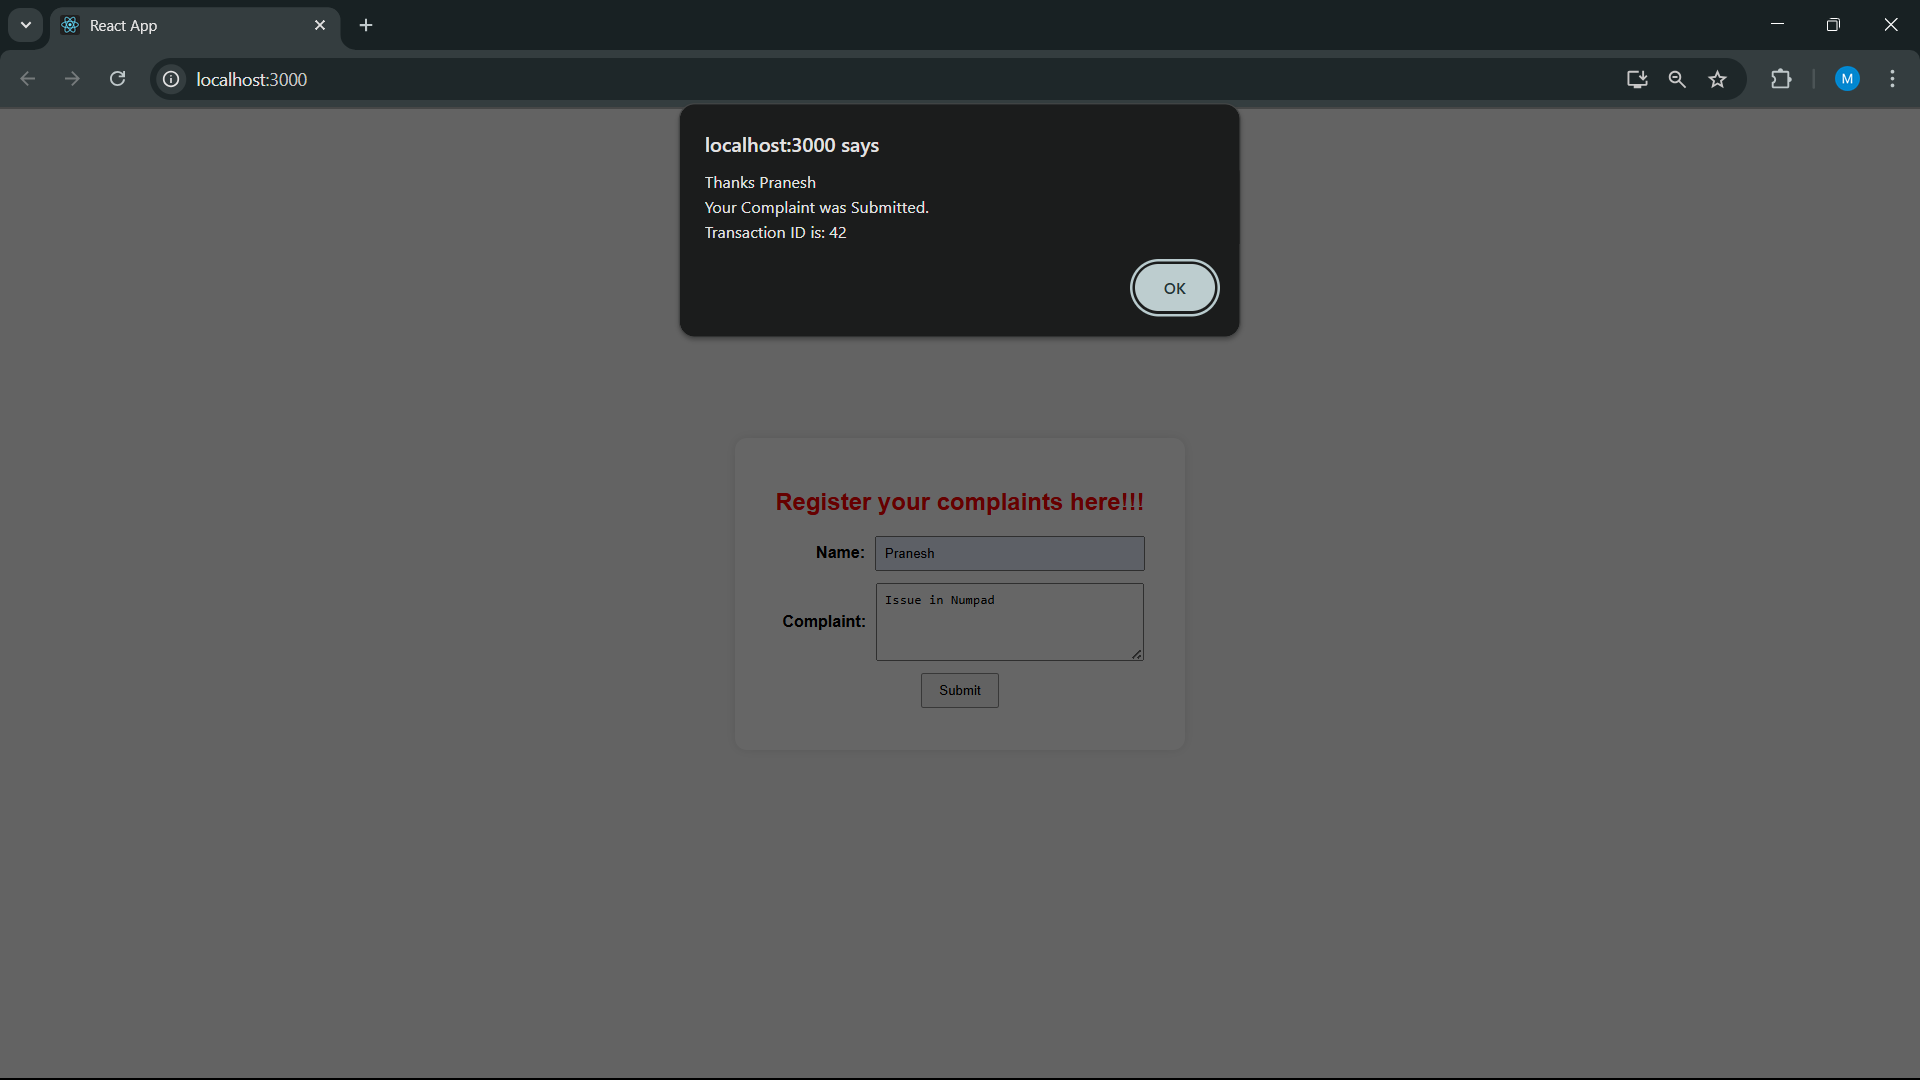 React App
localhost:3000
M
localhost:3000 says
Thanks Pranesh
Your Complaint was Submitted.
Transaction ID is: 42
OK
Register your complaints here!!!
Name: Pranesh
Complaint: Issue in Numpad
Submit